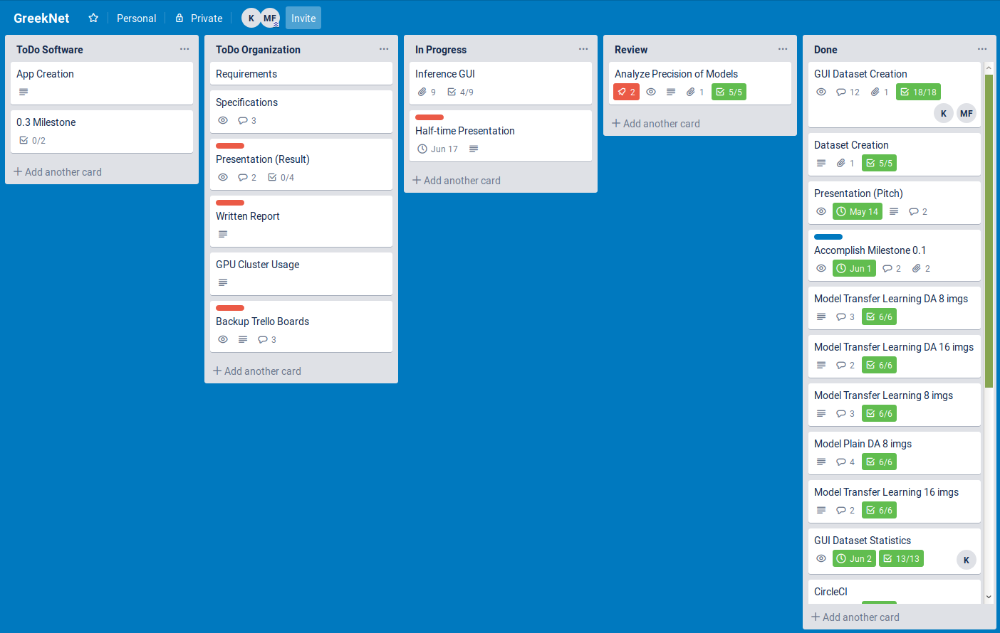 GreekNet
Personal
Private
K
MF
Invite
ToDo Software
App Creation
0.3 Milestone
0/2
Add another card
ToDo Organization
Requirements
Specifications
3
Presentation (Result)
2 0/4
Written Report
GPU Cluster Usage
Backup Trello Boards
3
Add another card
In Progress
Inference GUI
9 4/9
Half-time Presentation
Jun 17
Add another card
Review
Analyze Precision of Models
2 1 5/5
Add another card
Done
GUI Dataset Creation
12 1 18/18
K MF
Dataset Creation
1 5/5
Presentation (Pitch)
May 14 2
Accomplish Milestone 0.1
Jun 1 2 2
Model Transfer Learning DA 8 imgs
3 6/6
Model Transfer Learning DA 16 imgs
2 6/6
Model Transfer Learning 8 imgs
3 6/6
Model Plain DA 8 imgs
4 6/6
Model Transfer Learning 16 imgs
2 6/6
GUI Dataset Statistics
Jun 2 13/13 K
CircleCI
Add another card